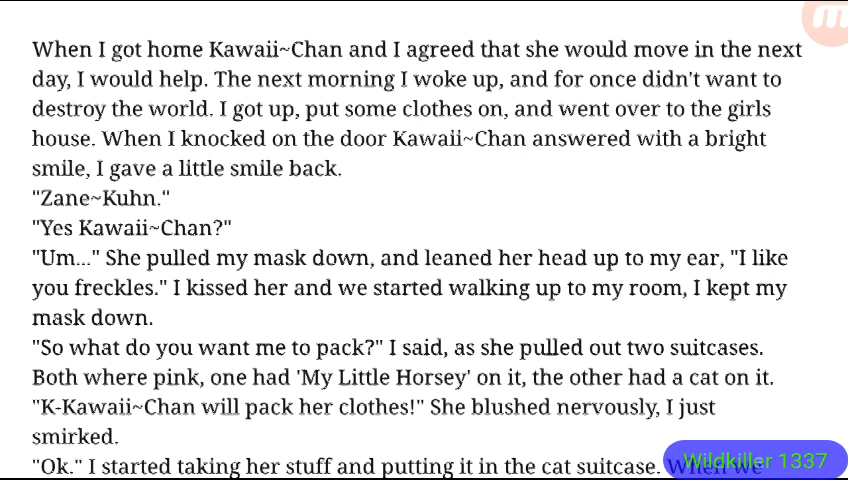 When I got home Kawaii~Chan and I agreed that she would move in the next
day, I would help. The next morning I woke up, and for once didn't want to
destroy the world. I got up, put some clothes on, and went over to the girls
house. When I knocked on the door Kawaii~Chan answered with a bright
smile, I gave a little smile back.
"Zane~Kuhn."
"Yes Kawaii~Chan?"
"Um..." She pulled my mask down, and leaned her head up to my ear, "I like
you freckles." I kissed her and we started walking up to my room, I kept my
mask down.
"So what do you want me to pack?" I said, as she pulled out two suitcases.
Both where pink, one had 'My Little Horsey' on it, the other had a cat on it.
"K-Kawaii~Chan will pack her clothes!" She blushed nervously, I just
smirked.
"Ok." I started taking her stuff and putting it in the cat suitcase. When we
Wildkiller 1337